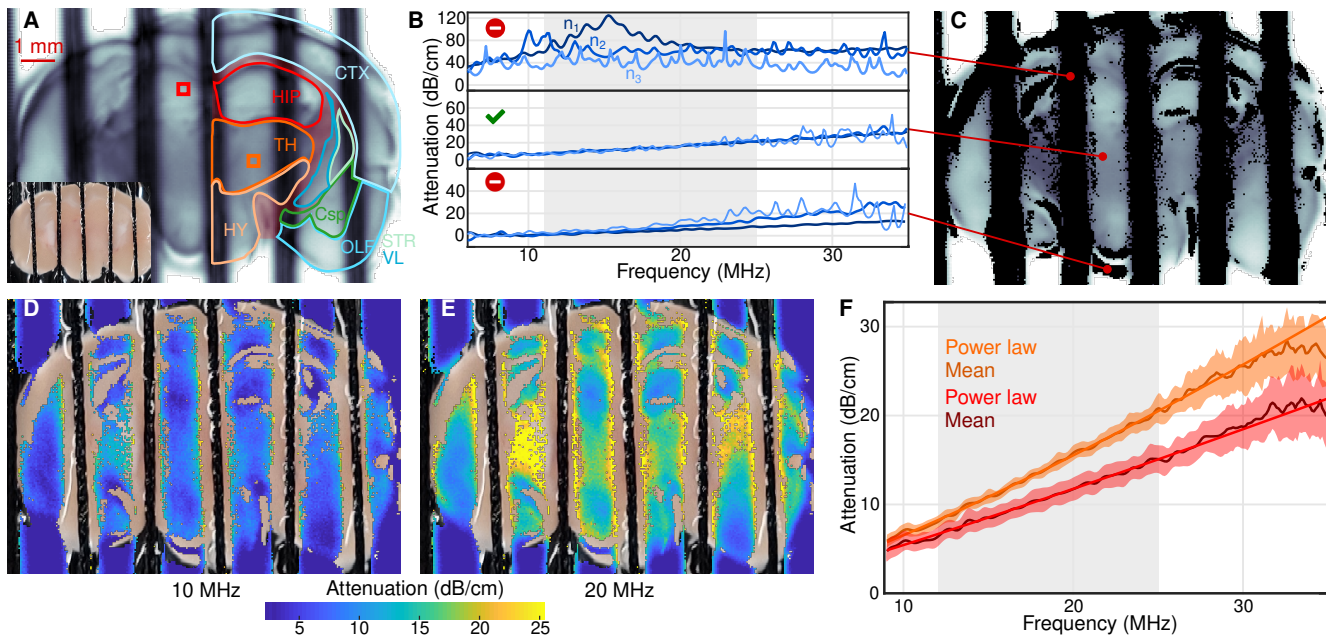 A
1 mm
CTX
HIP
TH
HY
Csp
OLF
STR
VL
B
Attenuation (dB/cm)
120
80
40
0
60
40
20
0
40
20
0
n1
n2
n3
10
20
30
Frequency (MHz)
C
D
10 MHz
E
20 MHz
Attenuation (dB/cm)
5
10
15
20
25
F
Attenuation (dB/cm)
30
20
10
0
Power law
Mean
Power law
Mean
10
20
30
Frequency (MHz)